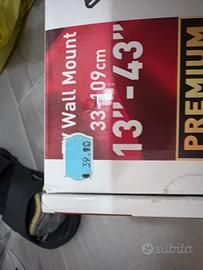 Wall Mount
33-109cm
13"-43"
PREMIUM
39.90
subito